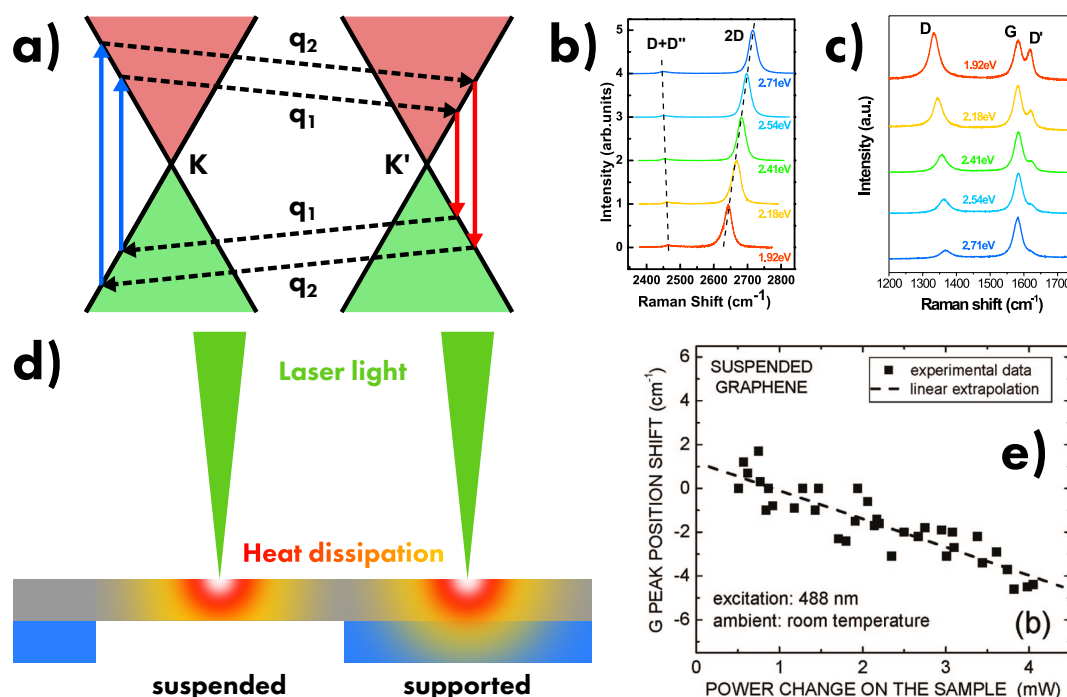 a)
q2
q1
K
K'
q1
q2
b)
D+D''
2D
5
4
3
2
1
0
2.71eV
2.54eV
2.41eV
2.18eV
1.92eV
Intensity (arb.units)
2400 2500 2600 2700 2800
Raman Shift (cm-1)
c)
D
G
D'
1.92eV
2.18eV
2.41eV
2.54eV
2.71eV
Intensity (a.u.)
1200 1300 1400 1500 1600 1700
Raman shift (cm-1)
d)
Laser light
Heat dissipation
suspended
supported
e)
SUSPENDED
GRAPHENE
experimental data
linear extrapolation
6
4
2
0
-2
-4
-6
G PEAK POSITION SHIFT (cm-1)
excitation: 488 nm
ambient: room temperature
(b)
0 1 2 3 4
POWER CHANGE ON THE SAMPLE (mW)